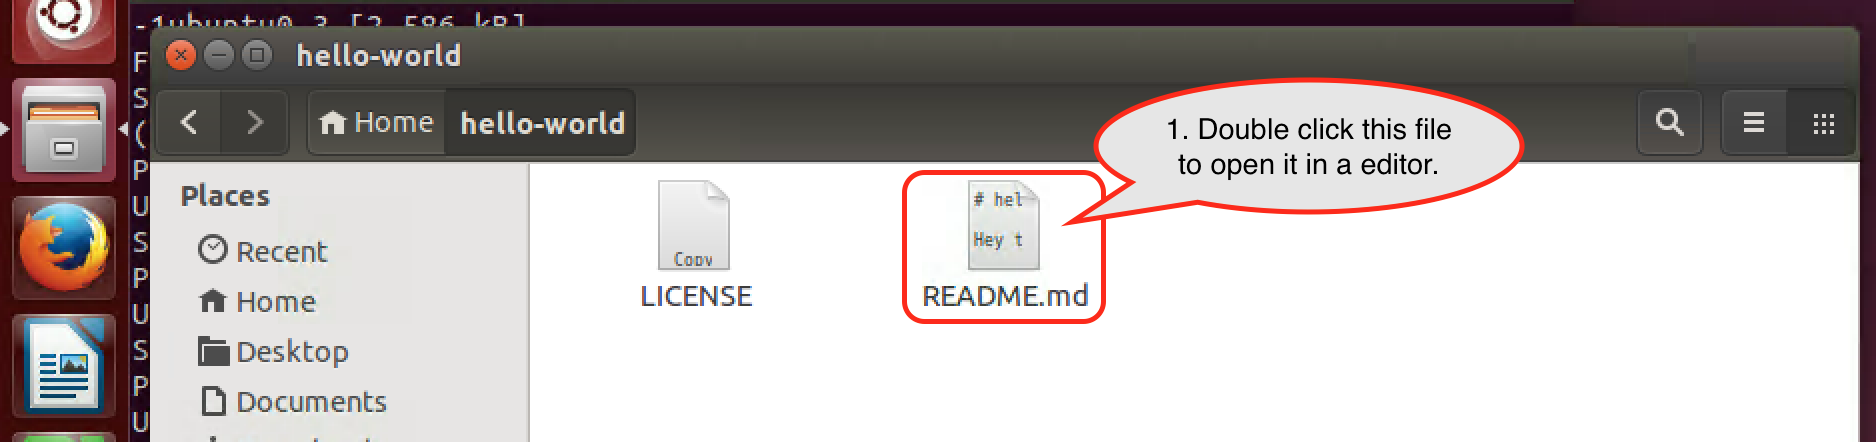 -1ubuntu0.3 [2,586 kB]
hello-world
Home
hello-world
1. Double click this file
to open it in a editor.
F
S
(
P
U
S
P
U
S
P
U
Places
Recent
Home
Desktop
Documents
# hel
Hey t
Copy
LICENSE
README.md